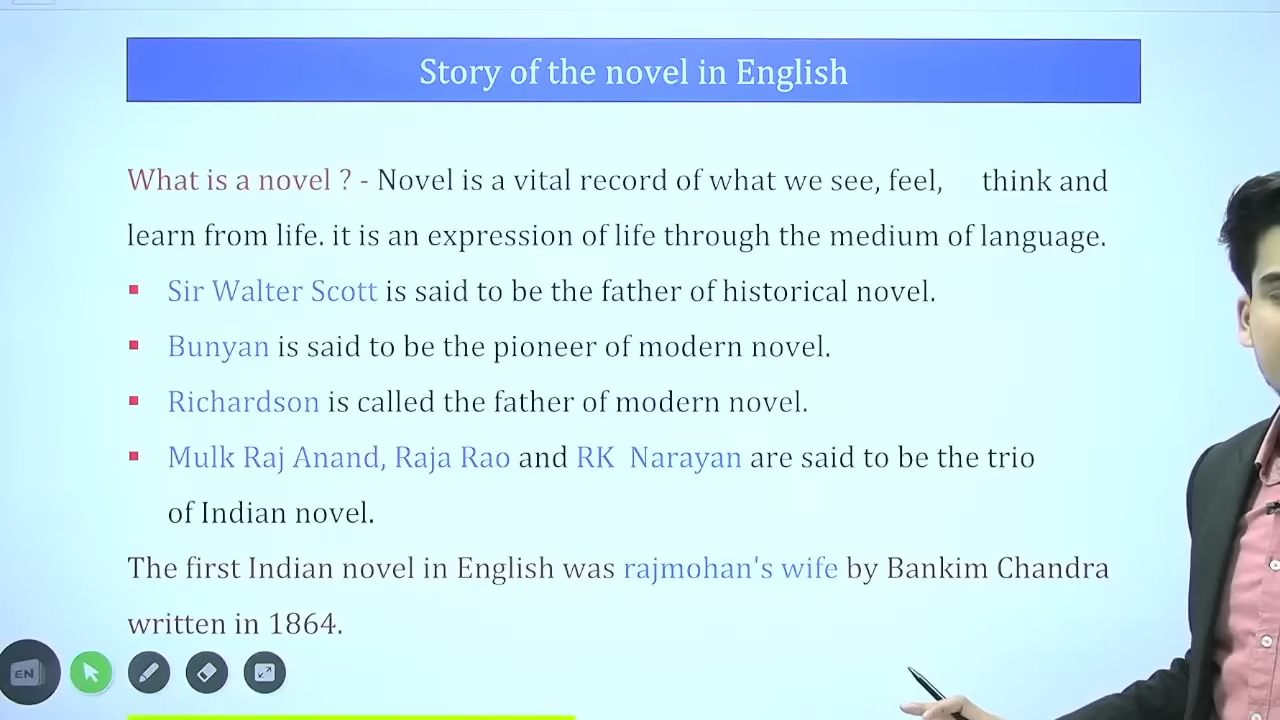 Story of the novel in English
What is a novel ? - Novel is a vital record of what we see, feel, think and
learn from life. it is an expression of life through the medium of language.
Sir Walter Scott is said to be the father of historical novel.
Bunyan is said to be the pioneer of modern novel.
Richardson is called the father of modern novel.
Mulk Raj Anand, Raja Rao and RK Narayan are said to be the trio
of Indian novel.
The first Indian novel in English was rajmohan's wife by Bankim Chandra
written in 1864.
EN